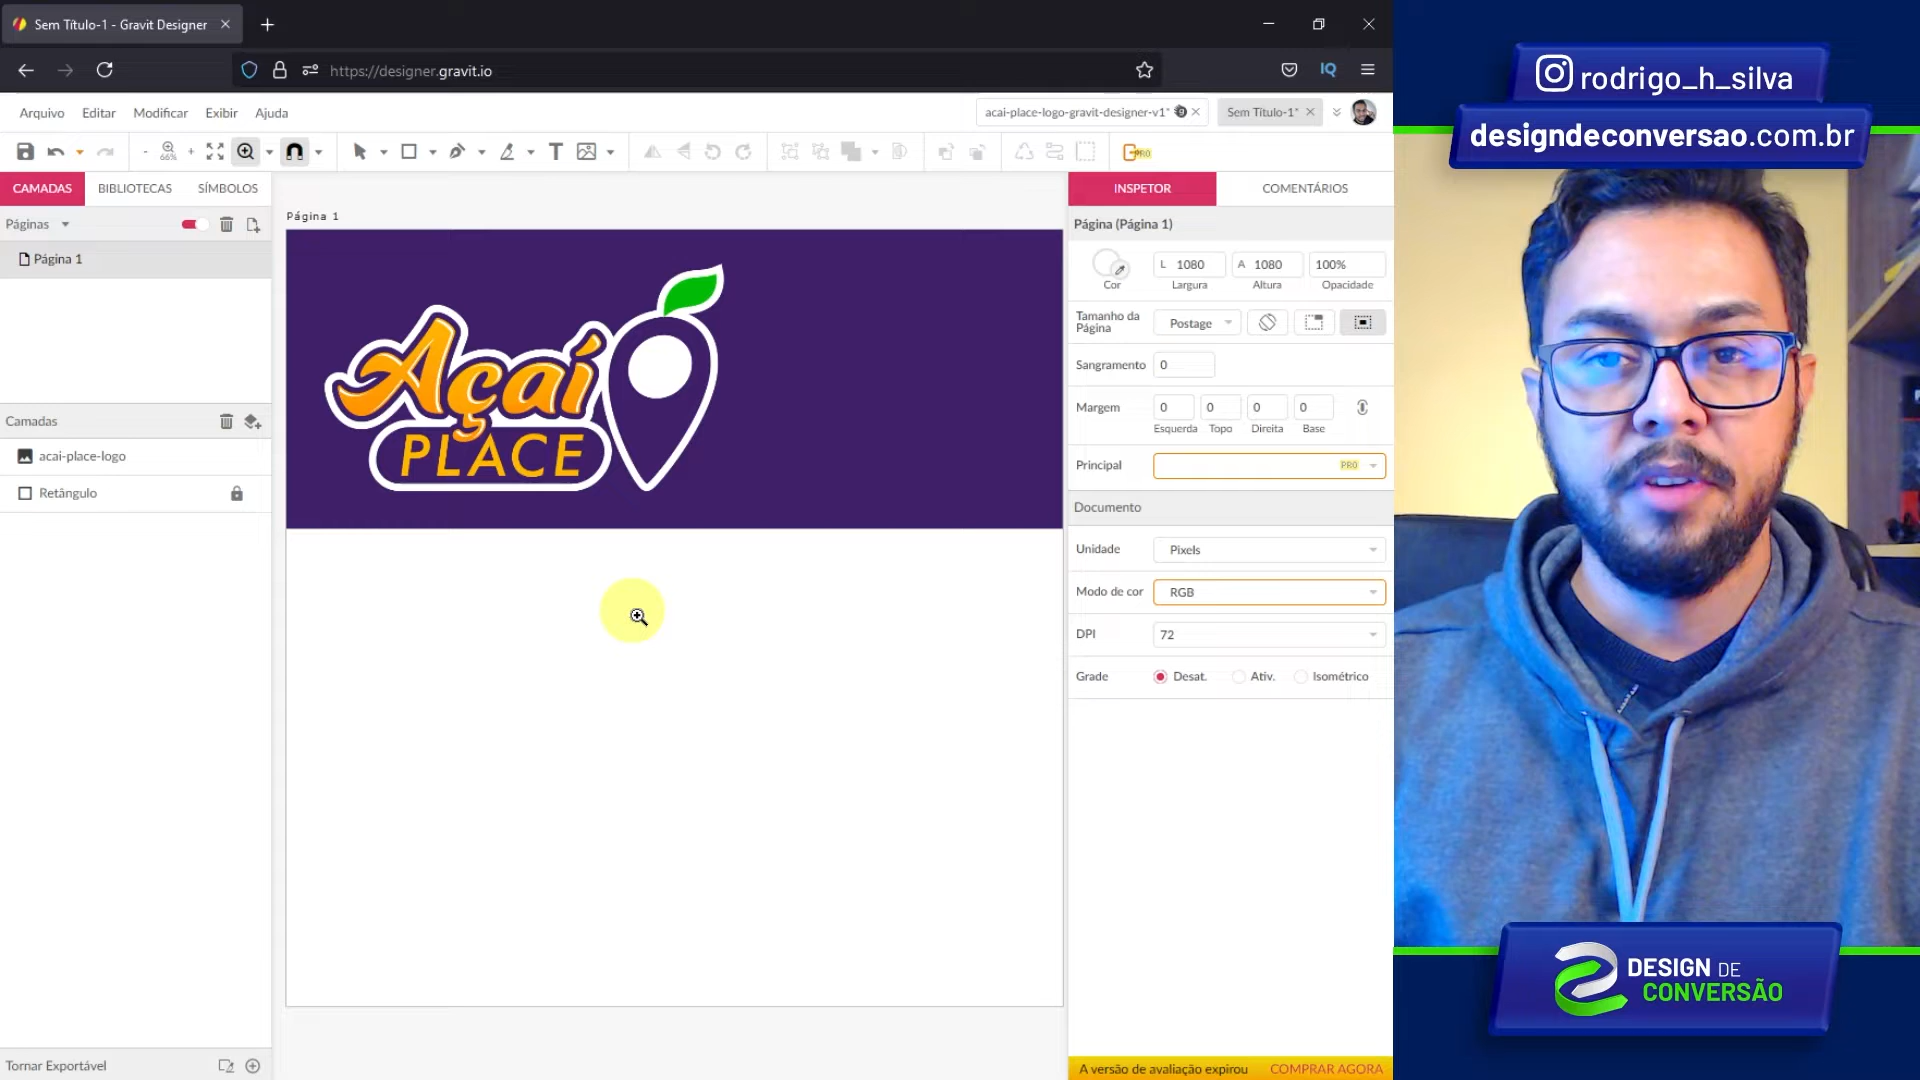 Sem Título-1 - Gravit Designer
https://designer.gravit.io
IQ
Arquivo Editar Modificar Exibir Ajuda
acai-place-logo-gravit-designer-v1*
Sem Título-1*
66%
PRO
CAMADAS BIBLIOTECAS SÍMBOLOS
Páginas
Página 1
Camadas
acai-place-logo
Retângulo
Tornar Exportável
Página 1
Açaí
PLACE
INSPETOR COMENTÁRIOS
Página (Página 1)
L 1080 A 1080 100%
Cor Largura Altura Opacidade
Tamanho da
Página
Postage
Sangramento 0
Margem 0 0 0 0
Esquerda Topo Direita Base
Principal PRO
Documento
Unidade Pixels
Modo de cor RGB
DPI 72
Grade Desat. Ativ. Isométrico
A versão de avaliação expirou COMPRAR AGORA
rodrigo_h_silva
designdeconversao.com.br
DESIGN DE
CONVERSÃO